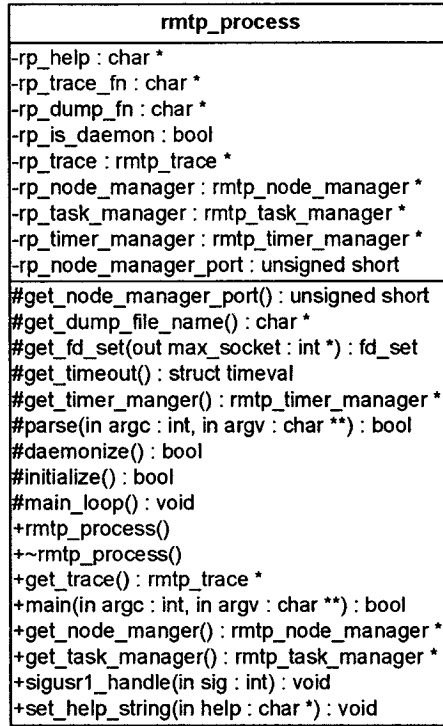 rmtp_process
-rp_help : char *
-rp_trace_fn : char *
-rp_dump_fn : char *
-rp_is_daemon : bool
-rp_trace : rmtp_trace *
-rp_node_manager : rmtp_node_manager *
-rp_task_manager : rmtp_task_manager *
-rp_timer_manager : rmtp_timer_manager *
-rp_node_manager_port : unsigned short
#get_node_manager_port() : unsigned short
#get_dump_file_name() : char *
#get_fd_set(out max_socket : int *) : fd_set
#get_timeout() : struct timeval
#get_timer_manger() : rmtp_timer_manager *
#parse(in argc : int, in argv : char **) : bool
#daemonize() : bool
#initialize() : bool
#main_loop() : void
+rmtp_process()
+~rmtp_process()
+get_trace() : rmtp_trace *
+main(in argc : int, in argv : char **) : bool
+get_node_manger() : rmtp_node_manager *
+get_task_manager() : rmtp_task_manager *
+sigusr1_handle(in sig : int) : void
+set_help_string(in help : char *) : void